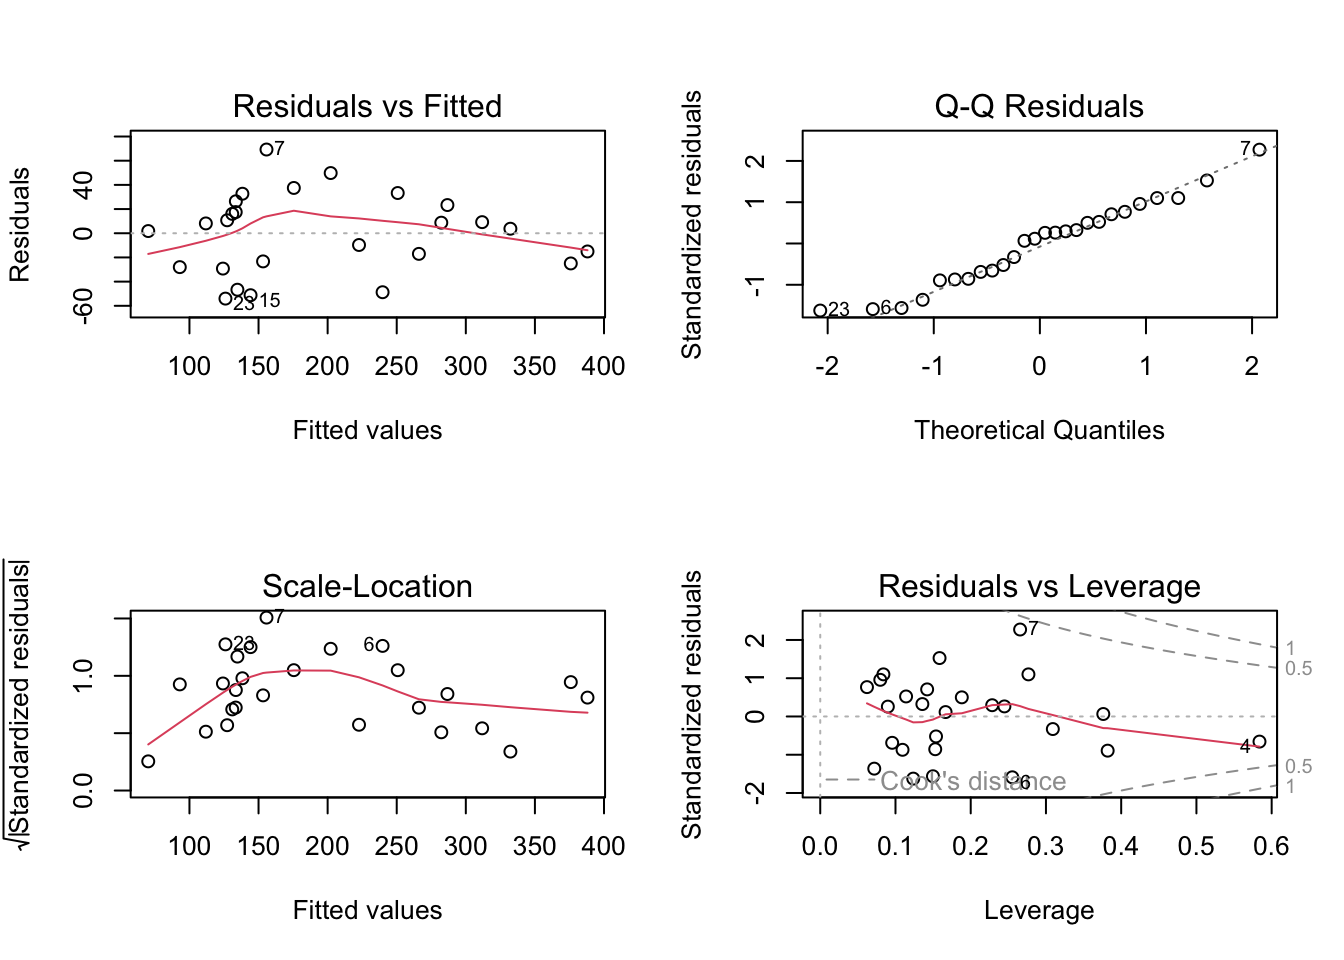 Residuals vs Fitted
Residuals
40
0
-60
7
23
15
100 150 200 250 300 350 400
Fitted values
Q-Q Residuals
Standardized residuals
2
1
-1
7
23
6
-2 -1 0 1 2
Theoretical Quantiles
Scale-Location
√|Standardized residuals|
1.0
0.0
7
23
6
100 150 200 250 300 350 400
Fitted values
Residuals vs Leverage
Standardized residuals
2
0
-2
7
4
6
Cook's distance
1
0.5
0.5
1
0.0 0.1 0.2 0.3 0.4 0.5 0.6
Leverage